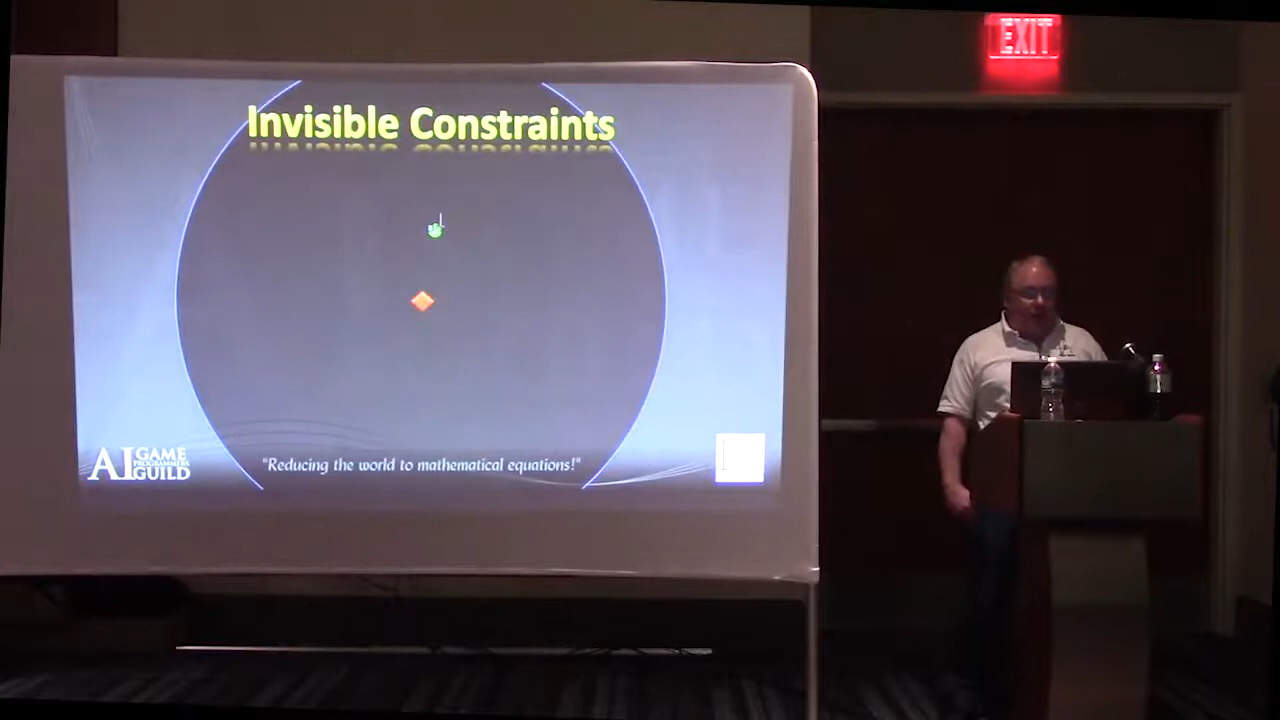 EXIT
Invisible Constraints
AI GAME
PROGRAMMERS
GUILD
"Reducing the world to mathematical equations!"